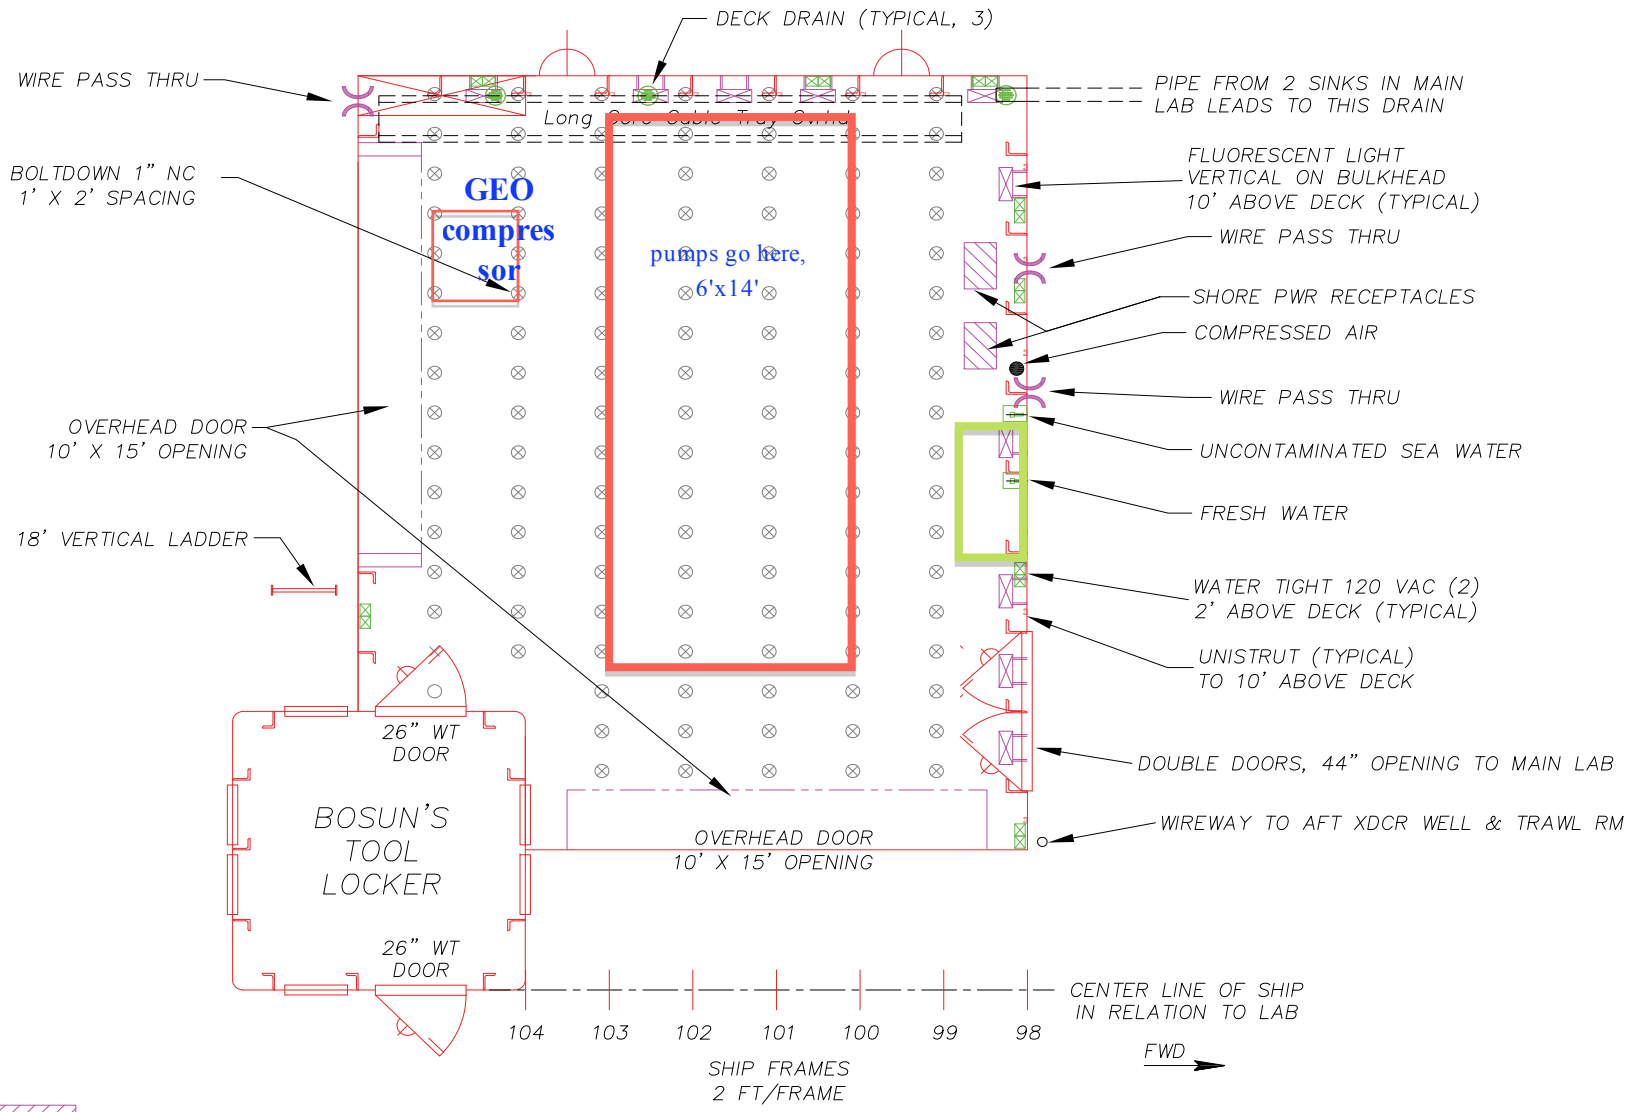 DECK DRAIN (TYPICAL, 3)
WIRE PASS THRU
PIPE FROM 2 SINKS IN MAIN
LAB LEADS TO THIS DRAIN
Long Core Cable Tray Ovhd
BOLTDOWN 1" NC
1' X 2' SPACING
GEO
compres
sor
pumps go here,
6'x14'
FLUORESCENT LIGHT
VERTICAL ON BULKHEAD
10' ABOVE DECK (TYPICAL)
WIRE PASS THRU
SHORE PWR RECEPTACLES
COMPRESSED AIR
WIRE PASS THRU
OVERHEAD DOOR
10' X 15' OPENING
UNCONTAMINATED SEA WATER
FRESH WATER
18' VERTICAL LADDER
WATER TIGHT 120 VAC (2)
2' ABOVE DECK (TYPICAL)
UNISTRUT (TYPICAL)
TO 10' ABOVE DECK
26" WT
DOOR
DOUBLE DOORS, 44" OPENING TO MAIN LAB
BOSUN'S
TOOL
LOCKER
OVERHEAD DOOR
10' X 15' OPENING
WIREWAY TO AFT XDCR WELL & TRAWL RM
26" WT
DOOR
CENTER LINE OF SHIP
IN RELATION TO LAB
104 103 102 101 100 99 98
FWD
SHIP FRAMES
2 FT/FRAME